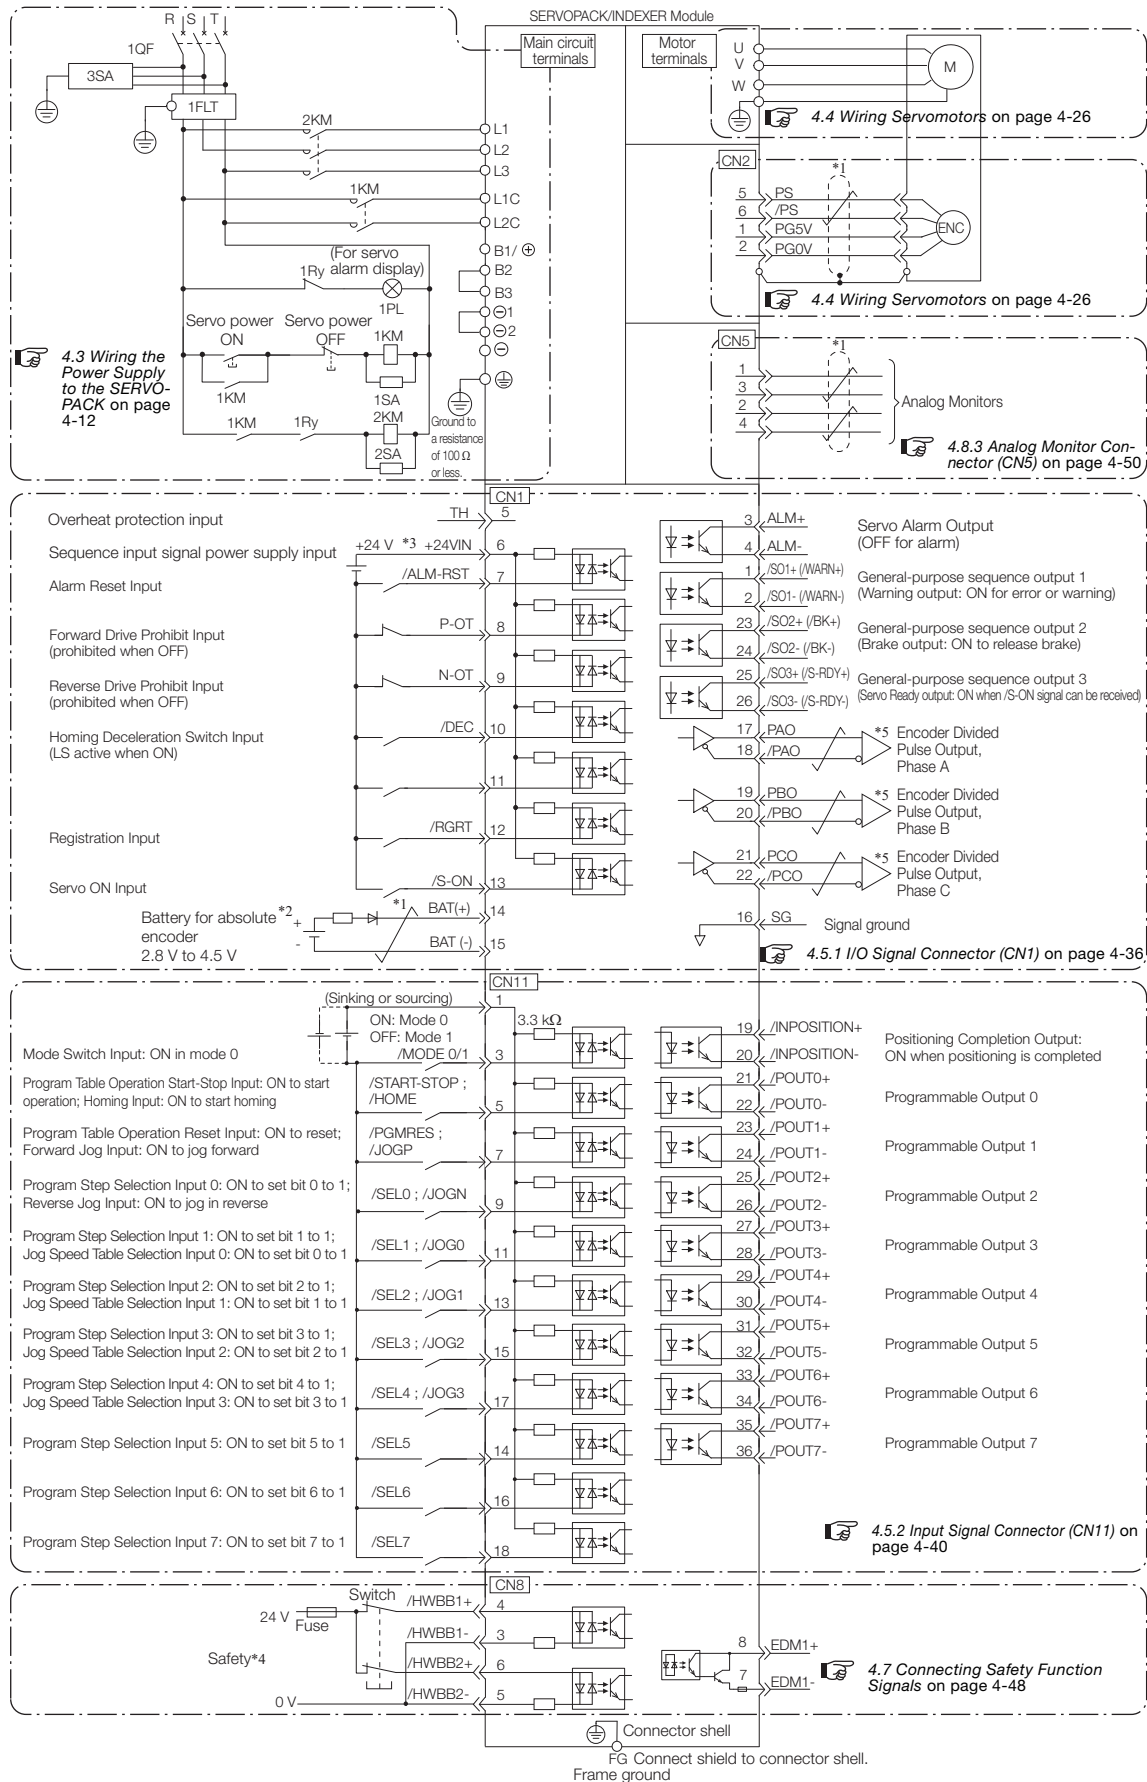 SERVOPACK/INDEXER Module
R S T
1QF
3SA
1FLT
Main circuit
terminals
2KM
L1
L2
L3
1KM
L1C
L2C
B1/ ⊕
(For servo
alarm display)
1Ry
1PL
B2
B3
⊖1
⊖2
⊖
Servo power
ON
Servo power
OFF
1KM
1KM
1SA
1KM
1Ry
2KM
2SA
Ground to
a resistance
of 100 Ω
or less.
4.3 Wiring the
Power Supply
to the SERVO-
PACK on page
4-12
Motor
terminals
U
V
W
M
4.4 Wiring Servomotors on page 4-26
CN2
*1
5 PS
6 /PS
1 PG5V
2 PG0V
ENC
4.4 Wiring Servomotors on page 4-26
CN5
*1
1
3
2
4
Analog Monitors
4.8.3 Analog Monitor Con-
nector (CN5) on page 4-50
CN1
Overheat protection input
TH 5
Sequence input signal power supply input
+24 V *3 +24VIN 6
Alarm Reset Input
/ALM-RST 7
Forward Drive Prohibit Input
(prohibited when OFF)
P-OT 8
Reverse Drive Prohibit Input
(prohibited when OFF)
N-OT 9
Homing Deceleration Switch Input
(LS active when ON)
/DEC 10
11
Registration Input
/RGRT 12
Servo ON Input
/S-ON 13
Battery for absolute *2
encoder
2.8 V to 4.5 V
+
-
*1
BAT(+) 14
BAT (-) 15
3 ALM+
4 ALM-
Servo Alarm Output
(OFF for alarm)
1 /SO1+ (/WARN+)
2 /SO1- (/WARN-)
General-purpose sequence output 1
(Warning output: ON for error or warning)
23 /SO2+ (/BK+)
24 /SO2- (/BK-)
General-purpose sequence output 2
(Brake output: ON to release brake)
25 /SO3+ (/S-RDY+)
26 /SO3- (/S-RDY-)
General-purpose sequence output 3
(Servo Ready output: ON when /S-ON signal can be received)
17 PAO
18 /PAO
*5 Encoder Divided
Pulse Output,
Phase A
19 PBO
20 /PBO
*5 Encoder Divided
Pulse Output,
Phase B
21 PCO
22 /PCO
*5 Encoder Divided
Pulse Output,
Phase C
16 SG
Signal ground
4.5.1 I/O Signal Connector (CN1) on page 4-36
CN11
(Sinking or sourcing)
1
ON: Mode 0
OFF: Mode 1
3.3 kΩ
Mode Switch Input: ON in mode 0
/MODE 0/1 3
Program Table Operation Start-Stop Input: ON to start
operation; Homing Input: ON to start homing
/START-STOP ;
/HOME
5
Program Table Operation Reset Input: ON to reset;
Forward Jog Input: ON to jog forward
/PGMRES ;
/JOGP
7
Program Step Selection Input 0: ON to set bit 0 to 1;
Reverse Jog Input: ON to jog in reverse
/SEL0 ; /JOGN
9
Program Step Selection Input 1: ON to set bit 1 to 1;
Jog Speed Table Selection Input 0: ON to set bit 0 to 1
/SEL1 ; /JOG0
11
Program Step Selection Input 2: ON to set bit 2 to 1;
Jog Speed Table Selection Input 1: ON to set bit 1 to 1
/SEL2 ; /JOG1
13
Program Step Selection Input 3: ON to set bit 3 to 1;
Jog Speed Table Selection Input 2: ON to set bit 2 to 1
/SEL3 ; /JOG2
15
Program Step Selection Input 4: ON to set bit 4 to 1;
Jog Speed Table Selection Input 3: ON to set bit 3 to 1
/SEL4 ; /JOG3
17
Program Step Selection Input 5: ON to set bit 5 to 1
/SEL5
14
Program Step Selection Input 6: ON to set bit 6 to 1
/SEL6
16
Program Step Selection Input 7: ON to set bit 7 to 1
/SEL7
18
19 /INPOSITION+
20 /INPOSITION-
Positioning Completion Output:
ON when positioning is completed
21 /POUT0+
22 /POUT0-
Programmable Output 0
23 /POUT1+
24 /POUT1-
Programmable Output 1
25 /POUT2+
26 /POUT2-
Programmable Output 2
27 /POUT3+
28 /POUT3-
Programmable Output 3
29 /POUT4+
30 /POUT4-
Programmable Output 4
31 /POUT5+
32 /POUT5-
Programmable Output 5
33 /POUT6+
34 /POUT6-
Programmable Output 6
35 /POUT7+
36 /POUT7-
Programmable Output 7
4.5.2 Input Signal Connector (CN11) on
page 4-40
CN8
Switch
24 V
Fuse
/HWBB1+ 4
/HWBB1- 3
Safety*4
/HWBB2+ 6
0 V
/HWBB2- 5
8 EDM1+
7 EDM1-
4.7 Connecting Safety Function
Signals on page 4-48
Connector shell
FG Connect shield to connector shell.
Frame ground